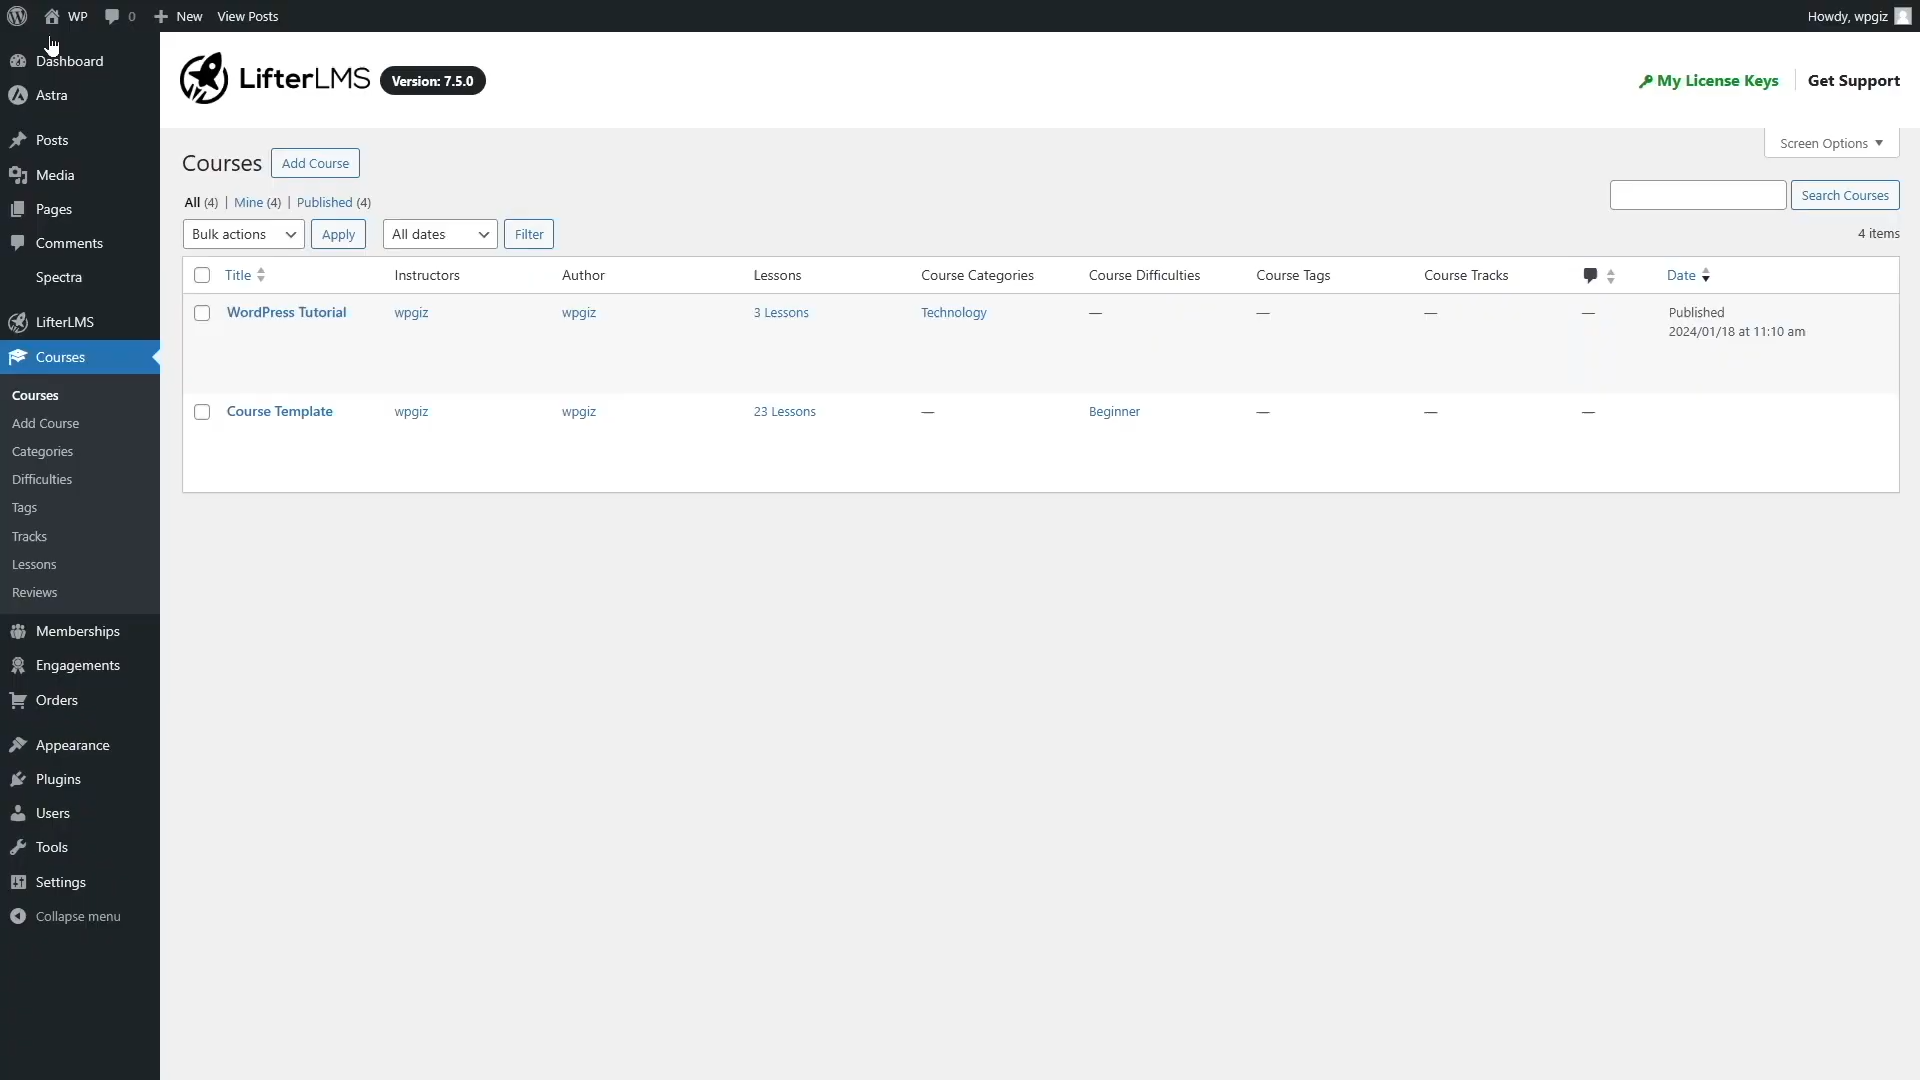 WP 0 New View Posts Howdy, wpgiz
Dashboard
Astra
Posts
Media
Pages
Comments
Spectra
LifterLMS
Courses
Courses
Add Course
Categories
Difficulties
Tags
Tracks
Lessons
Reviews
Memberships
Engagements
Orders
Appearance
Plugins
Users
Tools
Settings
Collapse menu
LifterLMS Version: 7.5.0 My License Keys Get Support
Screen Options
Courses Add Course
All (4) | Mine (4) | Published (4) Search Courses
Bulk actions Apply All dates Filter 4 items
Title Instructors Author Lessons Course Categories Course Difficulties Course Tags Course Tracks Date
WordPress Tutorial wpgiz wpgiz 3 Lessons Technology — — — — Published
2024/01/18 at 11:10 am
Course Template wpgiz wpgiz 23 Lessons — Beginner — — —